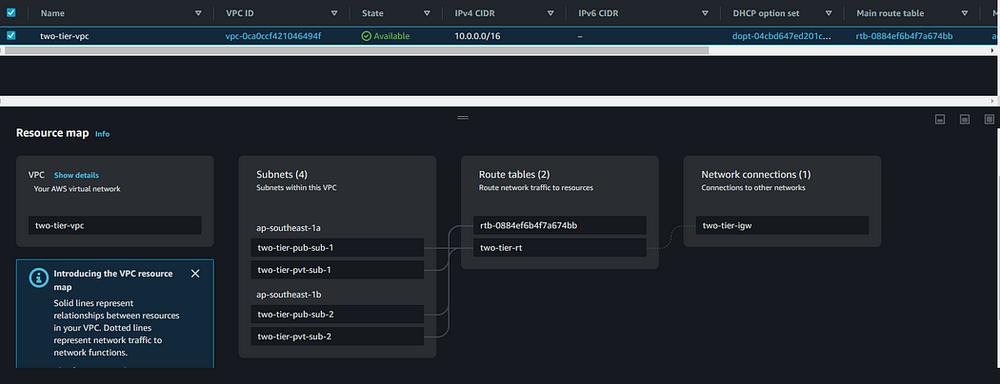 Name VPC ID State IPv4 CIDR IPv6 CIDR DHCP option set Main route table
two-tier-vpc vpc-0ca0ccf421046494f Available 10.0.0.0/16 – dopt-04cbd647ed201c... rtb-0884ef6b4f7a674bb
Resource map Info
VPC Show details
Your AWS virtual network
two-tier-vpc
Introducing the VPC resource
map
Solid lines represent
relationships between resources
in your VPC. Dotted lines
represent network traffic to
network functions.
Subnets (4)
Subnets within this VPC
ap-southeast-1a
two-tier-pub-sub-1
two-tier-pvt-sub-1
ap-southeast-1b
two-tier-pub-sub-2
two-tier-pvt-sub-2
Route tables (2)
Route network traffic to resources
rtb-0884ef6b4f7a674bb
two-tier-rt
Network connections (1)
Connections to other networks
two-tier-igw